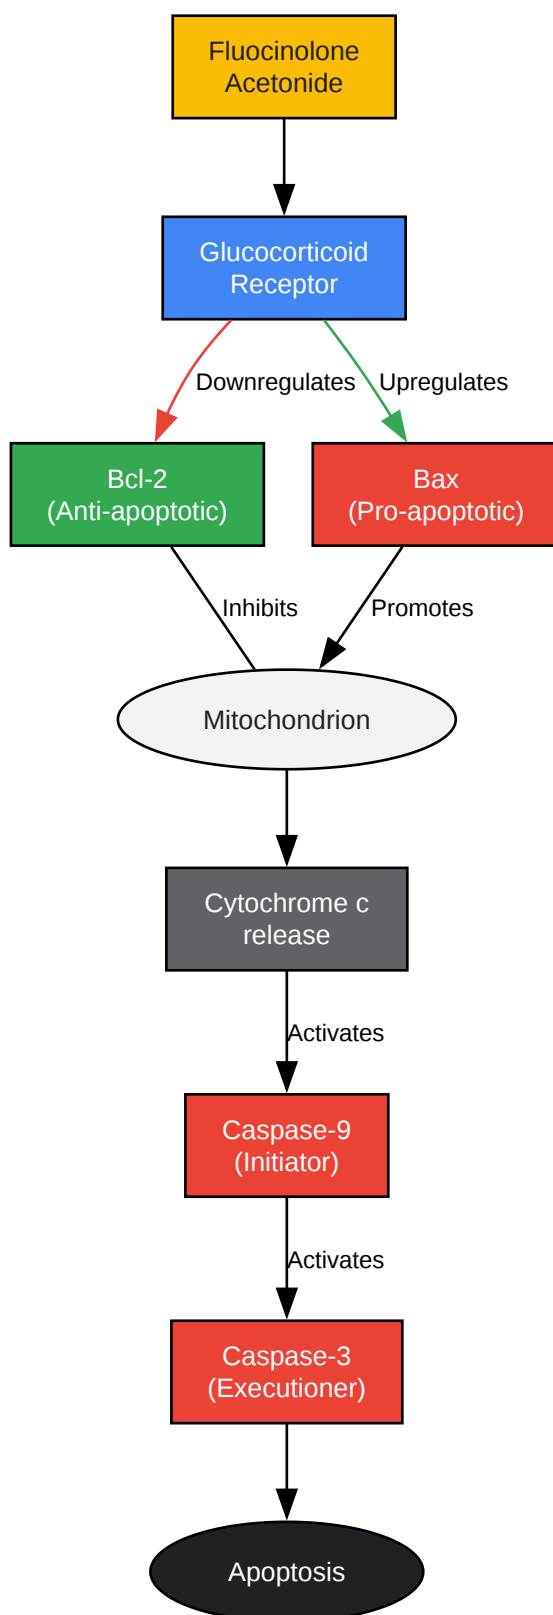 Fluocinolone
Acetonide
Glucocorticoid
Receptor
Downregulates
Upregulates
Bcl-2
(Anti-apoptotic)
Bax
(Pro-apoptotic)
Inhibits
Promotes
Mitochondrion
Cytochrome c
release
Activates
Caspase-9
(Initiator)
Activates
Caspase-3
(Executioner)
Apoptosis